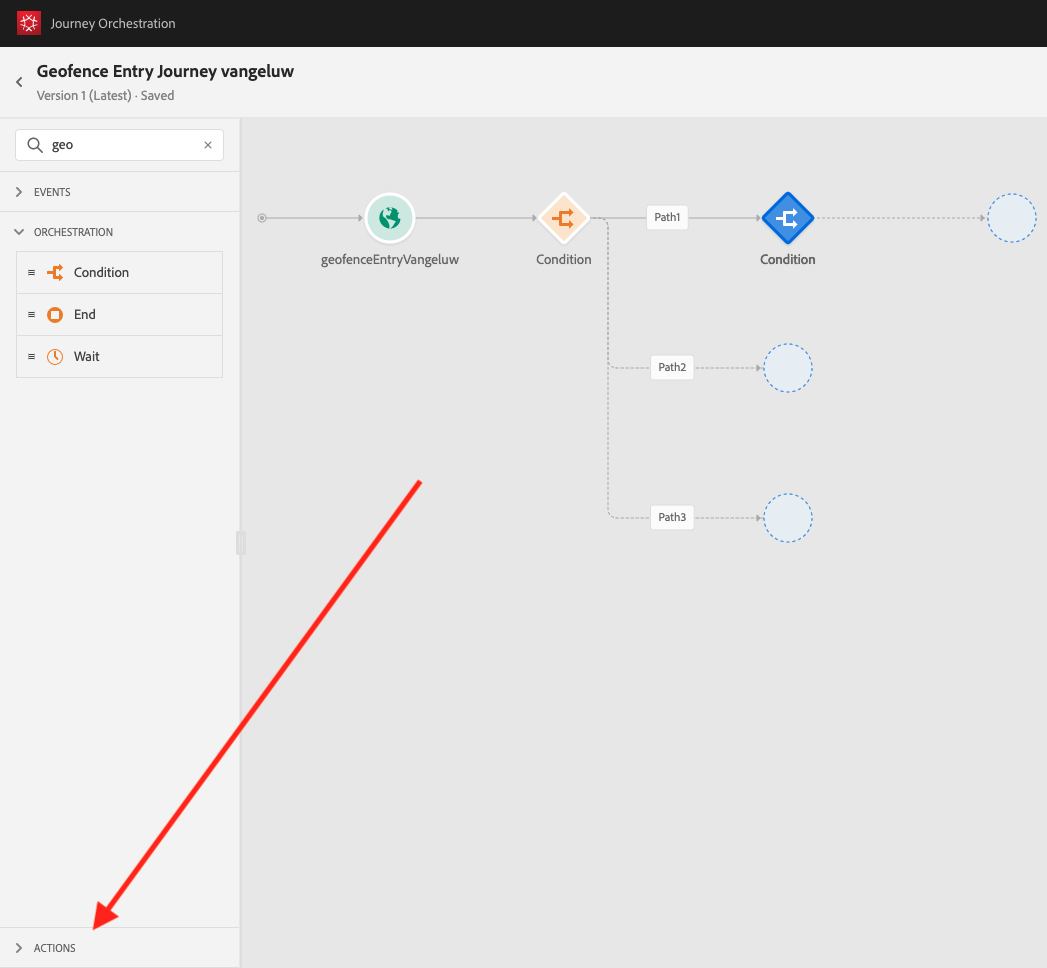 Journey Orchestration
Geofence Entry Journey vangeluw
Version 1 (Latest) · Saved
geo
EVENTS
ORCHESTRATION
Condition
End
Wait
ACTIONS
geofenceEntryVangeluw
Condition
Path1
Condition
Path2
Path3